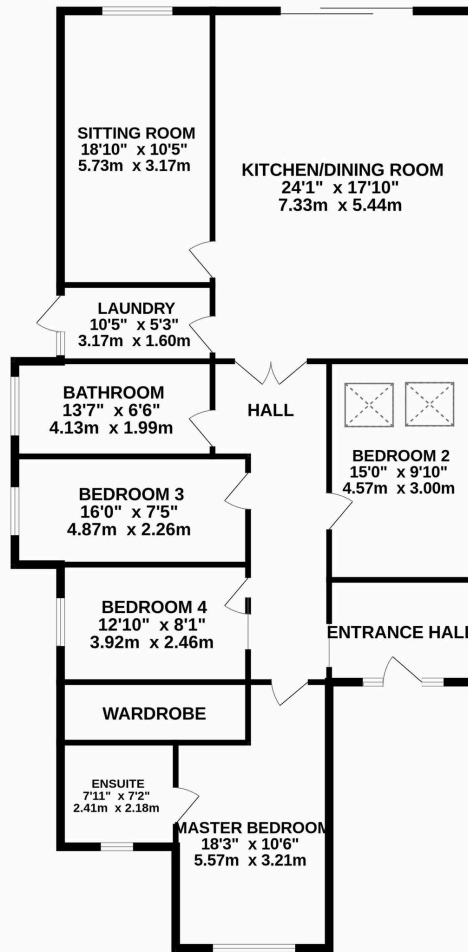 SITTING ROOM
18'10" x 10'5"
5.73m x 3.17m
KITCHEN/DINING ROOM
24'1" x 17'10"
7.33m x 5.44m
LAUNDRY
10'5" x 5'3"
3.17m x 1.60m
BATHROOM
13'7" x 6'6"
4.13m x 1.99m
HALL
BEDROOM 2
15'0" x 9'10"
4.57m x 3.00m
BEDROOM 3
16'0" x 7'5"
4.87m x 2.26m
BEDROOM 4
12'10" x 8'1"
3.92m x 2.46m
ENTRANCE HALL
WARDROBE
ENSUITE
7'11" x 7'2"
2.41m x 2.18m
MASTER BEDROOM
18'3" x 10'6"
5.57m x 3.21m